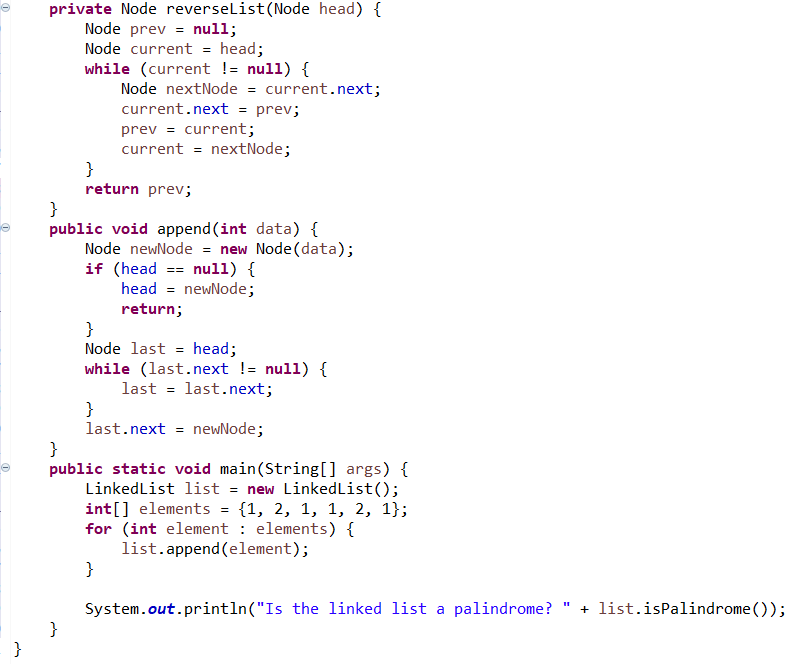 private Node reverseList(Node head) {
        Node prev = null;
        Node current = head;
        while (current != null) {
            Node nextNode = current.next;
            current.next = prev;
            prev = current;
            current = nextNode;
        }
        return prev;
    }
    public void append(int data) {
        Node newNode = new Node(data);
        if (head == null) {
            head = newNode;
            return;
        }
        Node last = head;
        while (last.next != null) {
            last = last.next;
        }
        last.next = newNode;
    }
    public static void main(String[] args) {
        LinkedList list = new LinkedList();
        int[] elements = {1, 2, 1, 1, 2, 1};
        for (int element : elements) {
            list.append(element);
        }

        System.out.println("Is the linked list a palindrome? " + list.isPalindrome());
    }
}